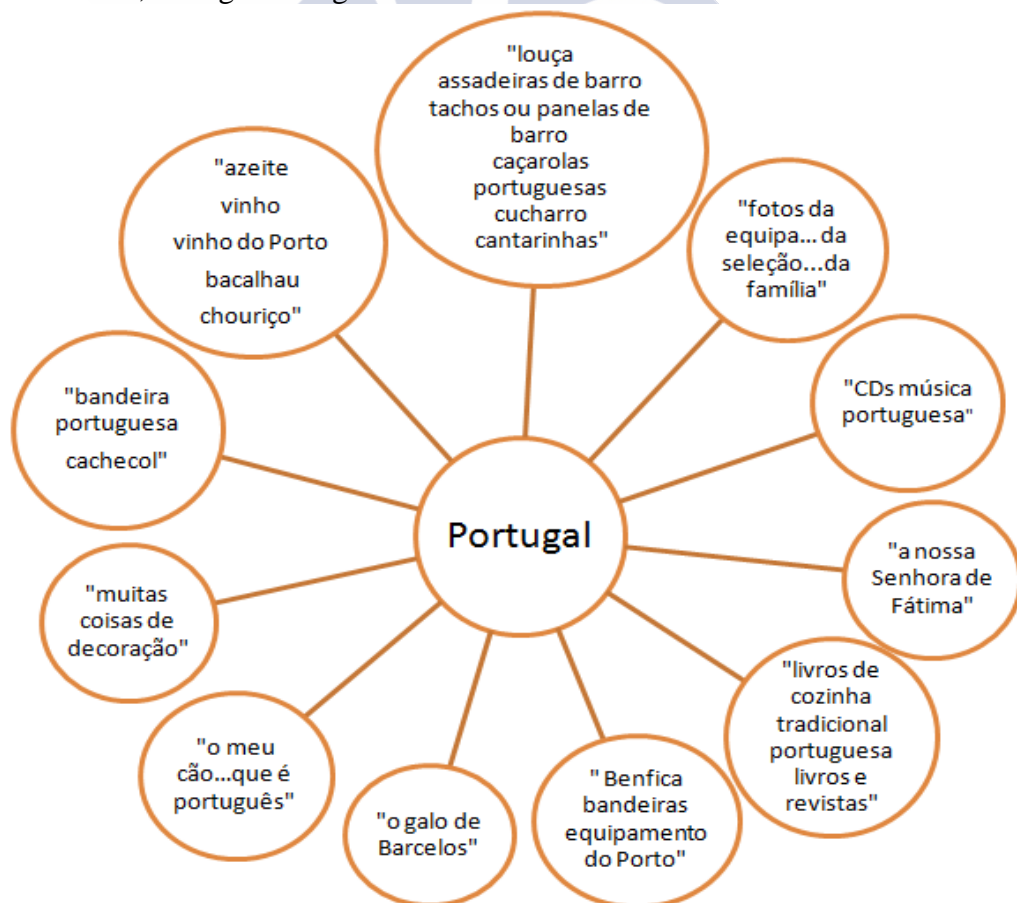 "louça
assadeiras de barro
tachos ou panelas de
barro
caçarolas
portuguesas
cucharro
cantarinhas"
"fotos da
equipa... da
seleção...da
família"
"CDs música
portuguesa"
"a nossa
Senhora de
Fátima"
"livros de
cozinha
tradicional
portuguesa
livros e
revistas"
" Benfica
bandeiras
equipamento
do Porto"
"o galo de
Barcelos"
"o meu
cão...que é
português"
"muitas
coisas de
decoração"
"bandeira
portuguesa
cachecol"
"azeite
vinho
vinho do Porto
bacalhau
chouriço"
Portugal